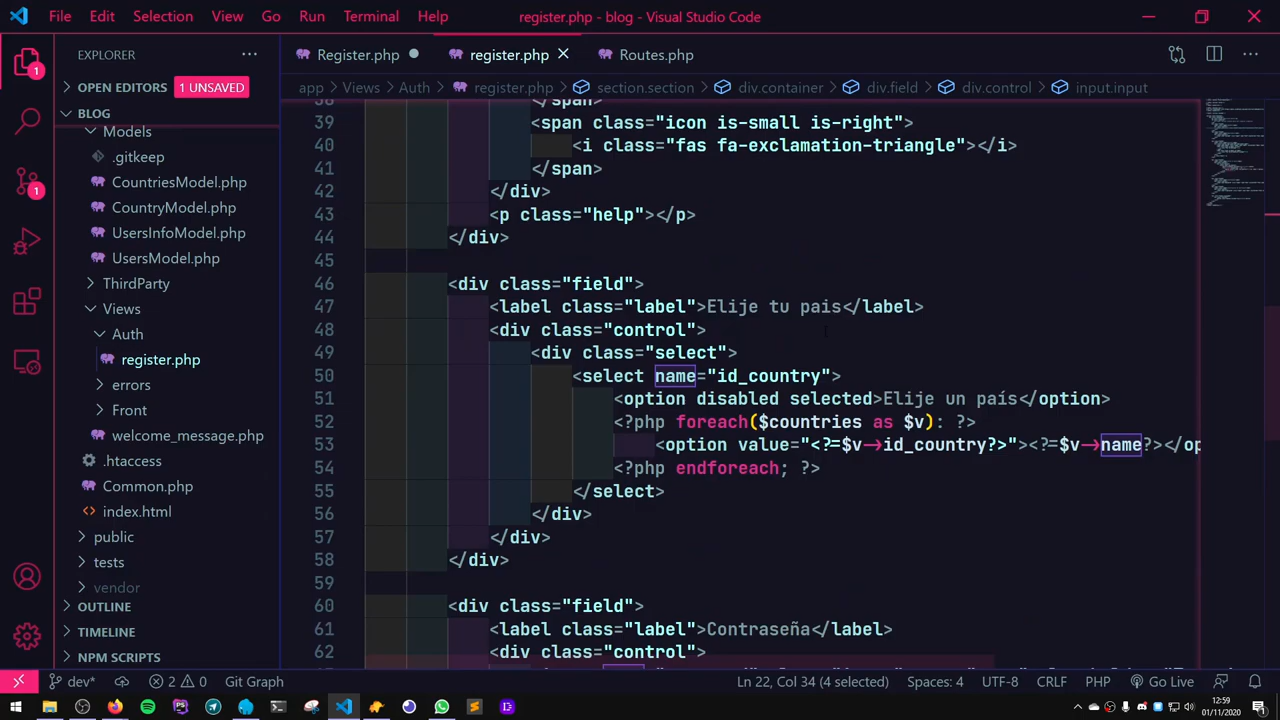 File Edit Selection View Go Run Terminal Help register.php - blog - Visual Studio Code
EXPLORER
Register.php register.php Routes.php
OPEN EDITORS 1 UNSAVED
app > Views > Auth > register.php > section.section > div.container > div.field > div.control > input.input
BLOG
Models
.gitkeep
CountriesModel.php
CountryModel.php
UsersInfoModel.php
UsersModel.php
ThirdParty
Views
Auth
register.php
errors
Front
welcome_message.php
.htaccess
Common.php
index.html
public
tests
vendor
OUTLINE
TIMELINE
NPM SCRIPTS
38 </span>
39 <span class="icon is-small is-right">
40 <i class="fas fa-exclamation-triangle"></i>
41 </span>
42 </div>
43 <p class="help"></p>
44 </div>
45
46 <div class="field">
47 <label class="label">Elije tu pais</label>
48 <div class="control">
49 <div class="select">
50 <select name="id_country">
51 <option disabled selected>Elije un país</option>
52 <?php foreach($countries as $v): ?>
53 <option value="<?=$v->id_country?>"><?=$v->name?></op
54 <?php endforeach; ?>
55 </select>
56 </div>
57 </div>
58 </div>
59
60 <div class="field">
61 <label class="label">Contraseña</label>
62 <div class="control">
dev* 2 0 Git Graph Ln 22, Col 34 (4 selected) Spaces: 4 UTF-8 CRLF PHP Go Live
12:59
01/11/2020